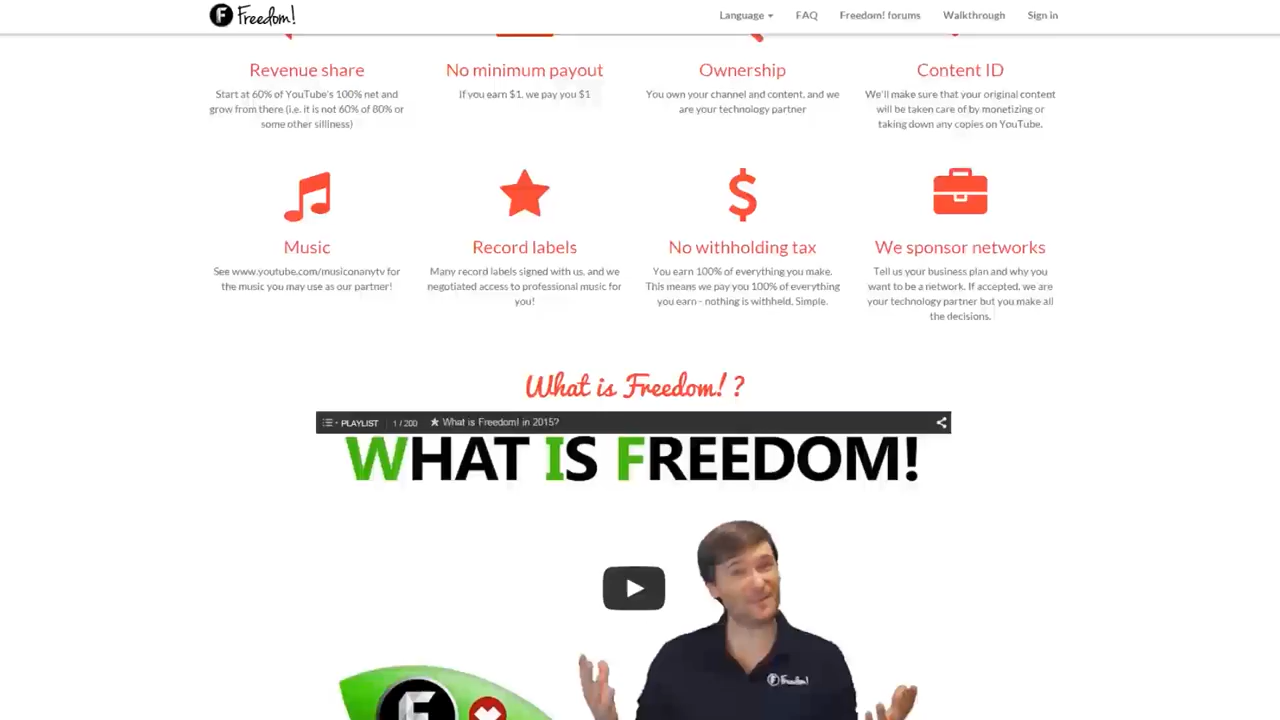 Freedom!
Language FAQ Freedom! forums Walkthrough Sign in
Revenue share
Start at 60% of YouTube's 100% net and
grow from there (i.e. it is not 60% of 80% or
some other silliness)
No minimum payout
If you earn $1, we pay you $1
Ownership
You own your channel and content, and we
are your technology partner
Content ID
We'll make sure that your original content
will be taken care of by monetizing or
taking down any copies on YouTube.
Music
See www.youtube.com/musiconanytv for
the music you may use as our partner!
Record labels
Many record labels signed with us, and we
negotiated access to professional music for
you!
No withholding tax
You earn 100% of everything you make.
This means we pay you 100% of everything
you earn - nothing is withheld. Simple.
We sponsor networks
Tell us your business plan and why you
want to be a network. If accepted, we are
your technology partner but you make all
the decisions.
What is Freedom! ?
PLAYLIST 1 / 200 ★ What is Freedom! in 2015?
WHAT IS FREEDOM!
Freedom!